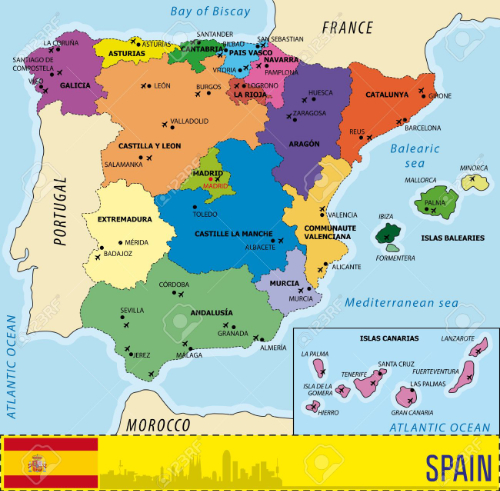 Bay of Biscay
FRANCE
SANTANDER
LA CORUÑA
ASTURIAS
ASTURIAS
CANTABRIA
BILBAO
SAN SEBASTIAN
PAIS VASCO
SANTIAGO DE
COMPOSTELA
VITORIA
NAVARRA
PAMPLONA
VIGO
GALICIA
LEÓN
BURGOS
LOGRONO
LA RIOJA
HUESCA
CATALUNYA
GIRONE
VALLADOLID
ZARAGOZA
BARCELONA
REUS
CASTILLA Y LEON
ARAGÓN
SALAMANKA
Balearic
sea
MADRID
MADRID
MINORCA
MALLORCA
PORTUGAL
PALMA
TOLEDO
VALENCIA
IBIZA
EXTREMADURA
CASTILLE LA MANCHE
COMMUNAUTE
VALENCIANA
ISLAS BALEARIES
MÉRIDA
ALBACETE
BADAJOZ
FORMENTERA
ALICANTE
MURCIA
MURCIA
CÓRDOBA
Mediterranean sea
SEVILLA
ANDALUSÍA
GRANADA
ALMERÍA
JEREZ
MÁLAGA
ATLANTIC OCEAN
ISLAS CANARIAS
LANZAROTE
LA PALMA
SANTA CRUZ
TENERIFE
FUERTEVENTURA
ISLA DE LA
GOMERA
LAS PALMAS
HIERRO
GRAN CANARIA
ATLANTIC OCEAN
MOROCCO
SPAIN
123RF